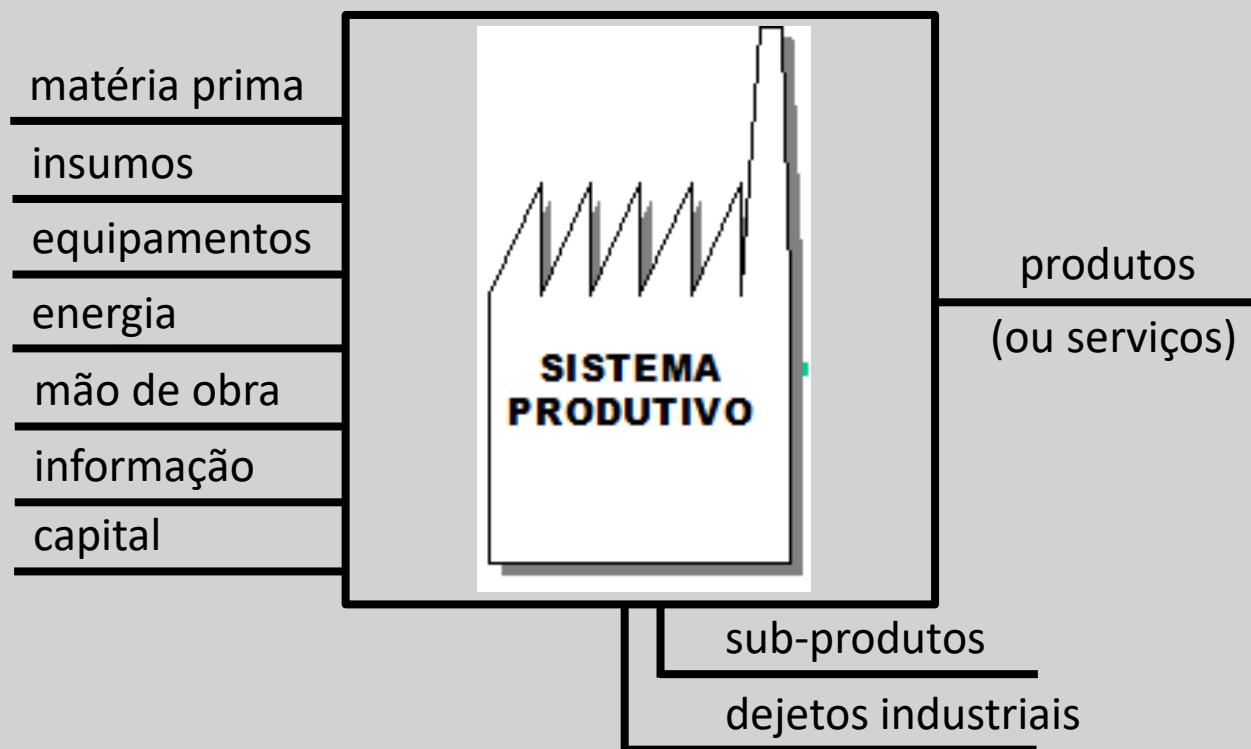 matéria prima
insumos
equipamentos
energia
mão de obra
informação
capital
SISTEMA
PRODUTIVO
produtos
(ou serviços)
sub-produtos
dejetos industriais